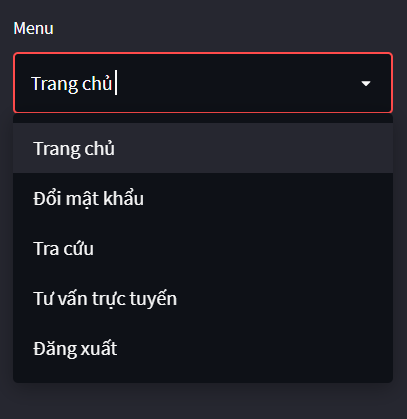 Menu
Trang chủ
Trang chủ
Đổi mật khẩu
Tra cứu
Tư vấn trực tuyến
Đăng xuất